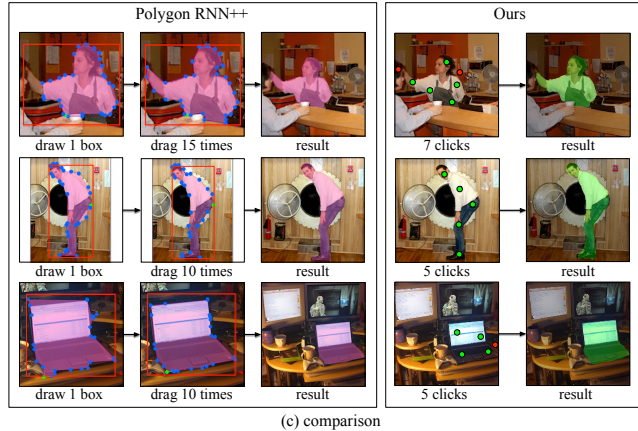 Polygon RNN++
Ours
draw 1 box
drag 15 times
result
7 clicks
result
draw 1 box
drag 10 times
result
5 clicks
result
draw 1 box
drag 10 times
result
5 clicks
result
(c) comparison